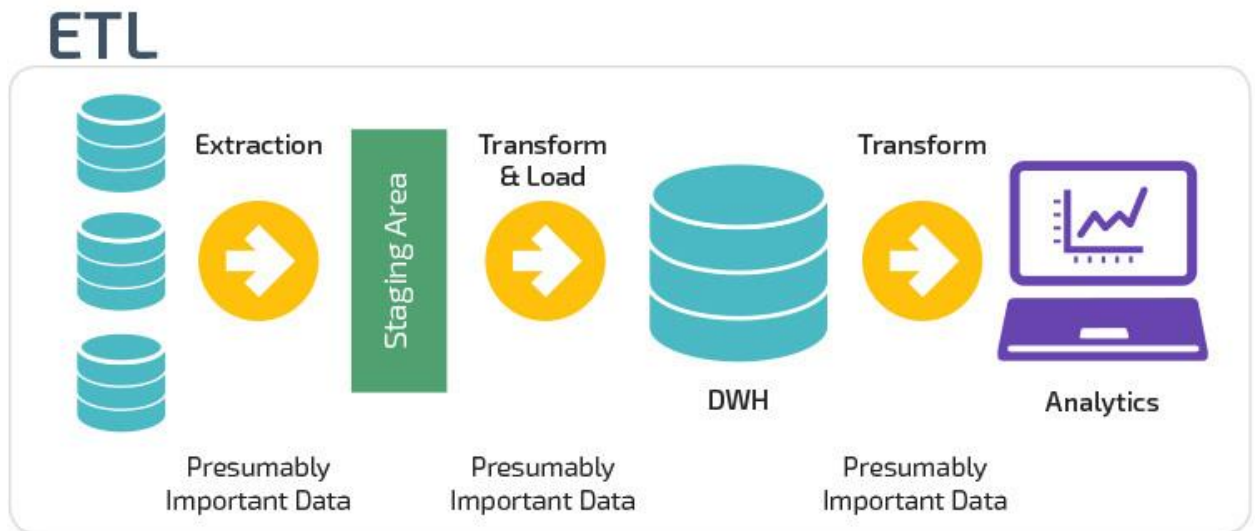 ETL
Extraction
Staging Area
Transform
& Load
Transform
DWH
Analytics
Presumably
Important Data
Presumably
Important Data
Presumably
Important Data